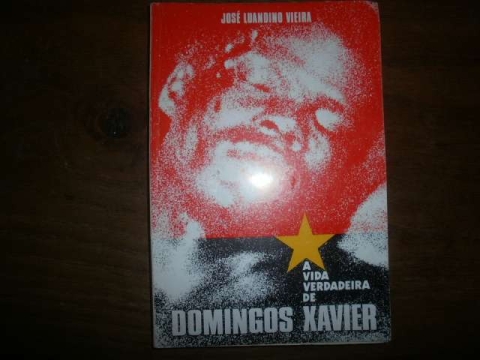 JOSÉ LUANDINO VIEIRA
A
VIDA
VERDADEIRA
DE
DOMINGOS XAVIER